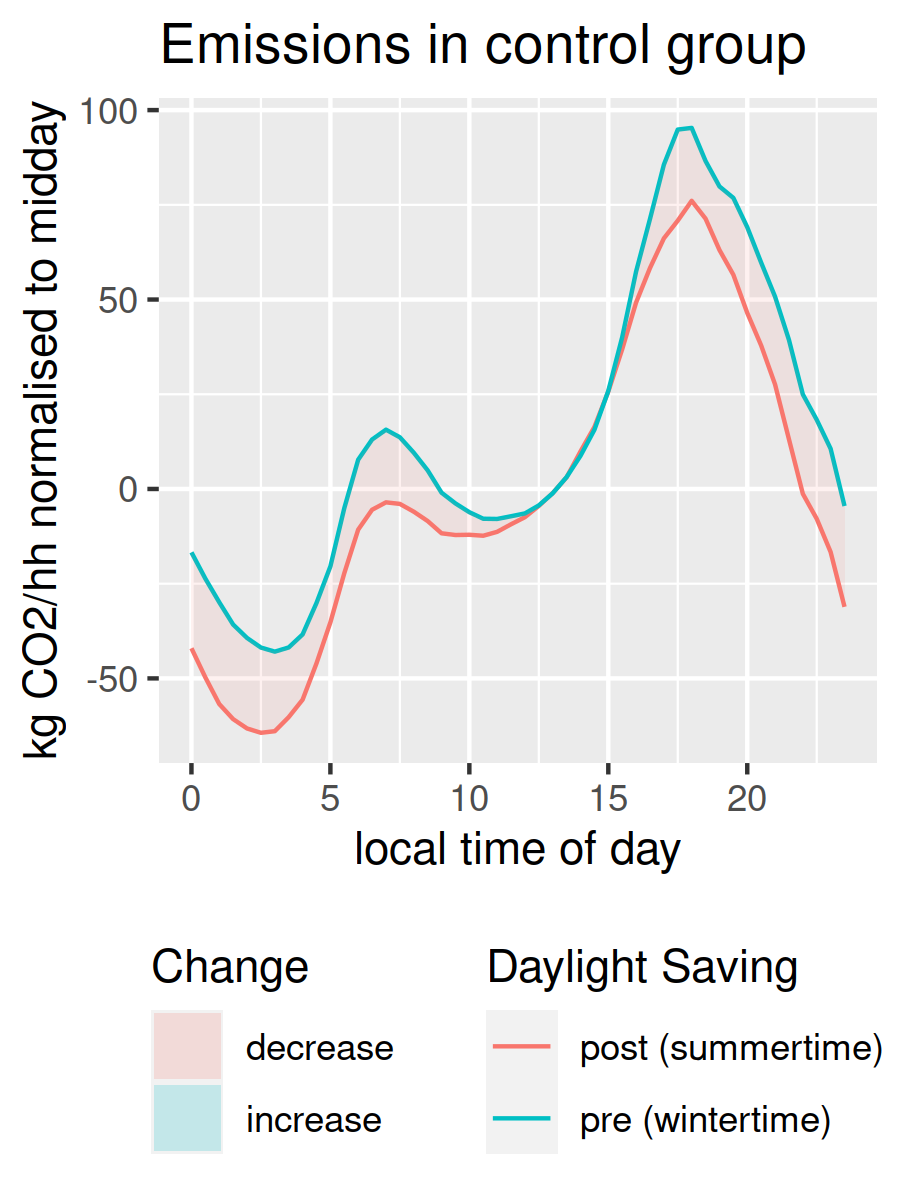 Emissions in control group
kg CO2/hh normalised to midday
100
50
0
-50
0 5 10 15 20
local time of day
Change
decrease
increase
Daylight Saving
post (summertime)
pre (wintertime)